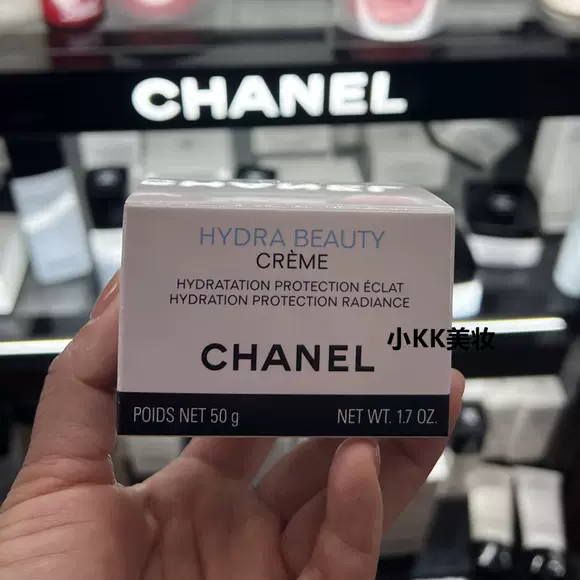 CHANEL
CHANEL
HYDRA BEAUTY
CRÈME
HYDRATATION PROTECTION ÉCLAT
HYDRATION PROTECTION RADIANCE
小KK美妆
CHANEL
POIDS NET 50 g
NET WT. 1.7 OZ.